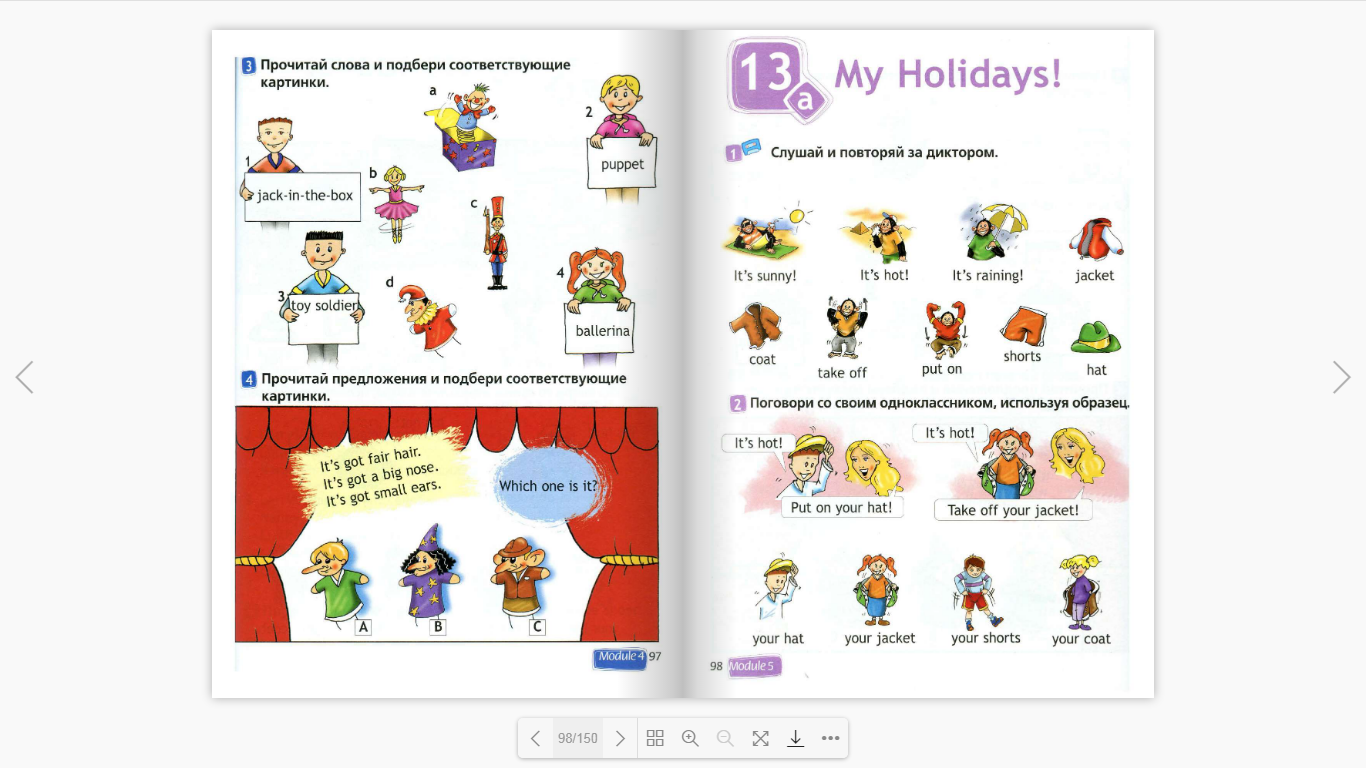 3 Прочитай слова и подбери соответствующие
картинки.
a
2
puppet
1
jack-in-the-box
b
c
3
toy soldier
d
4
ballerina
4 Прочитай предложения и подбери соответствующие
картинки.
It's got fair hair.
It's got a big nose.
It's got small ears.
Which one is it?
A B C
Module 4 97
13 a My Holidays!
1 Слушай и повторяй за диктором.
It's sunny! It's hot! It's raining! jacket
coat take off put on shorts hat
2 Поговори со своим одноклассником, используя образец.
It's hot!
Put on your hat!
It's hot!
Take off your jacket!
your hat your jacket your shorts your coat
98 Module 5
98/150